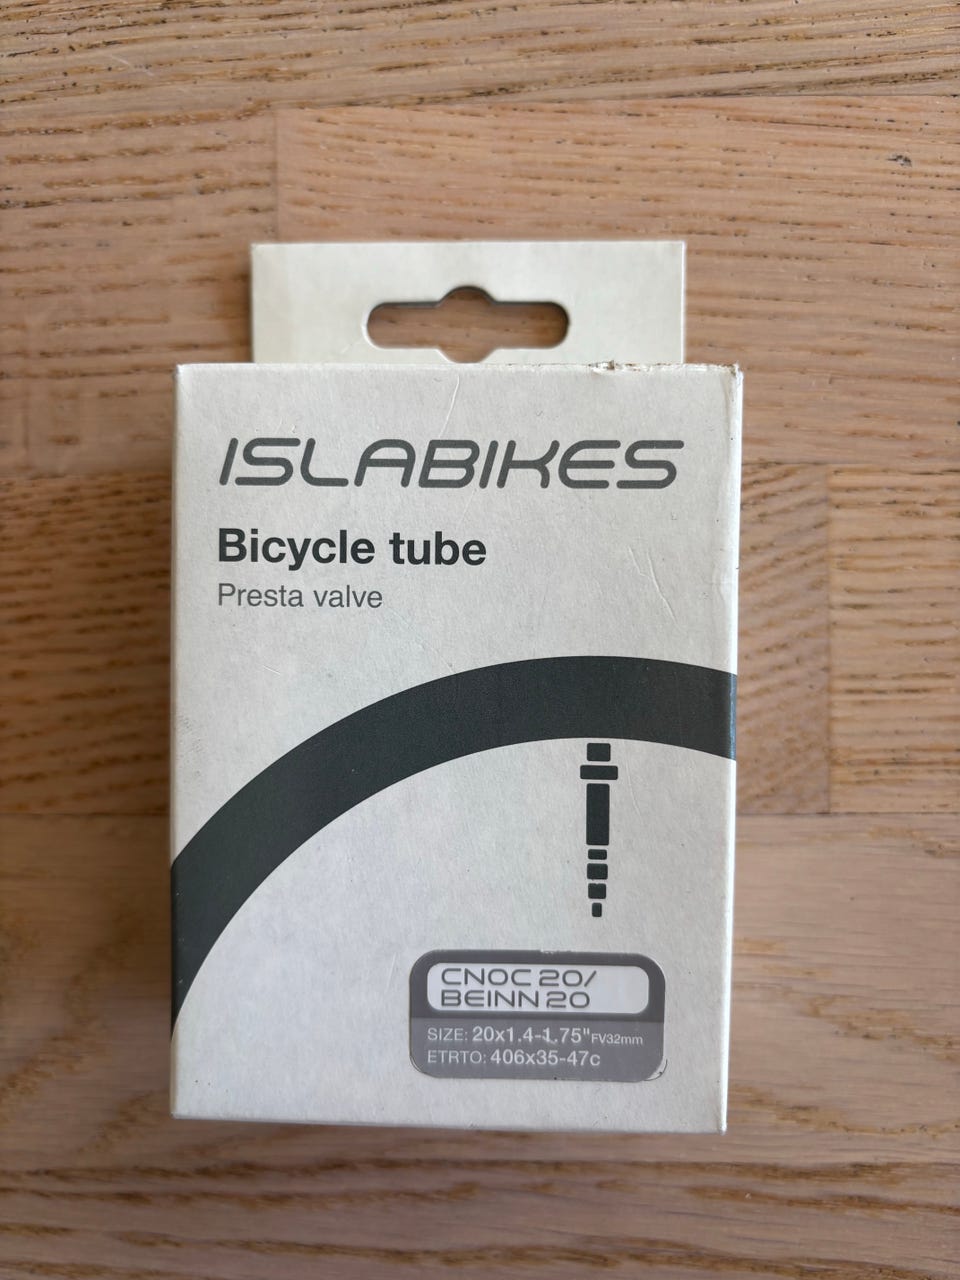 ISLABIKES
Bicycle tube
Presta valve
CNOC 20/
BEINN 20
SIZE: 20x1.4-1.75"FV32mm
ETRTO: 406x35-47c